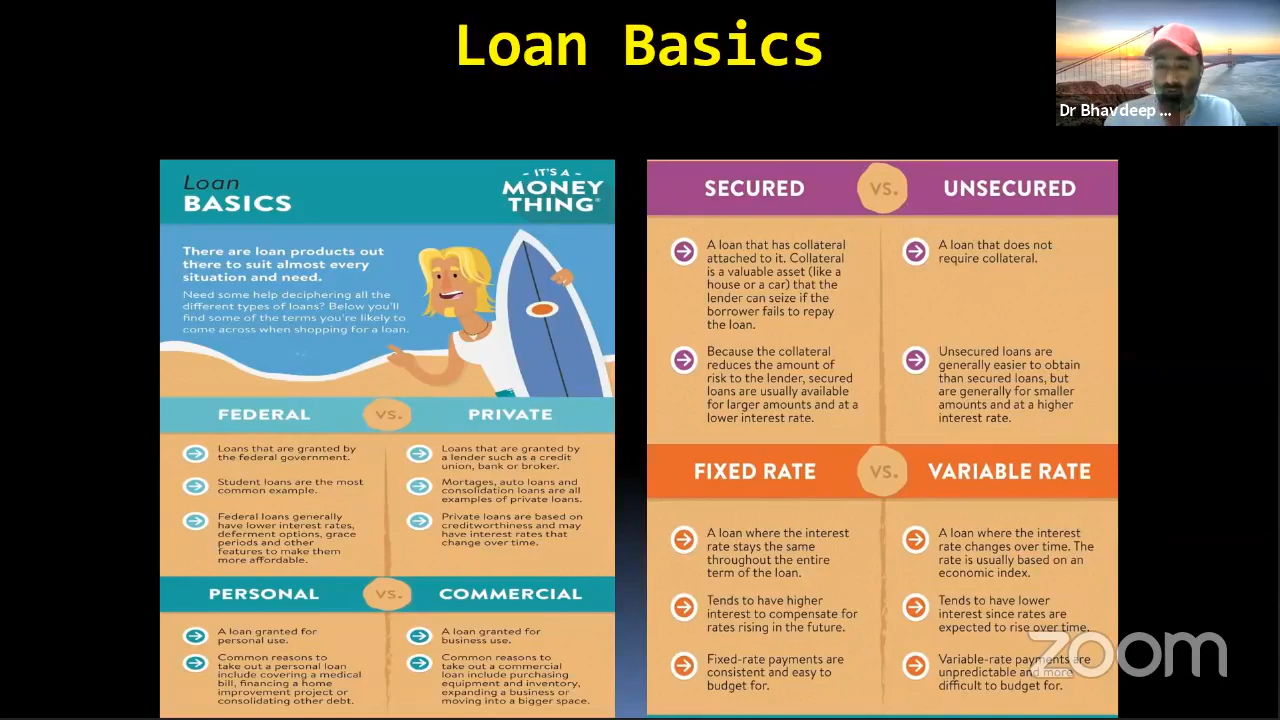 Loan Basics
Dr Bhavdeep ...
Loan
BASICS
- IT'S A -
MONEY
THING®
There are loan products out
there to suit almost every
situation and need.
Need some help deciphering all the
different types of loans? Below you'll
find some of the terms you're likely to
come across when shopping for a loan.
FEDERAL VS. PRIVATE
Loans that are granted by
the federal government.
Student loans are the most
common example.
Federal loans generally
have lower interest rates,
deferment options, grace
periods and other
features to make them
more affordable.
Loans that are granted by
a lender such as a credit
union, bank or broker.
Mortages, auto loans and
consolidation loans are all
examples of private loans.
Private loans are based on
creditworthiness and may
have interest rates that
change over time.
PERSONAL VS. COMMERCIAL
A loan granted for
personal use.
Common reasons to
take out a personal loan
include covering a medical
bill, financing a home
improvement project or
consolidating other debt.
A loan granted for
business use.
Common reasons to
take out a commercial
loan include purchasing
equipment and inventory,
expanding a business or
moving into a bigger space.
SECURED VS. UNSECURED
A loan that has collateral
attached to it. Collateral
is a valuable asset (like a
house or a car) that the
lender can seize if the
borrower fails to repay
the loan.
Because the collateral
reduces the amount of
risk to the lender, secured
loans are usually available
for larger amounts and at a
lower interest rate.
A loan that does not
require collateral.
Unsecured loans are
generally easier to obtain
than secured loans, but
are generally for smaller
amounts and at a higher
interest rate.
FIXED RATE VS. VARIABLE RATE
A loan where the interest
rate stays the same
throughout the entire
term of the loan.
Tends to have higher
interest to compensate for
rates rising in the future.
Fixed-rate payments are
consistent and easy to
budget for.
A loan where the interest
rate changes over time. The
rate is usually based on an
economic index.
Tends to have lower
interest since rates are
expected to rise over time.
Variable-rate payments are
unpredictable and more
difficult to budget for.
zoom